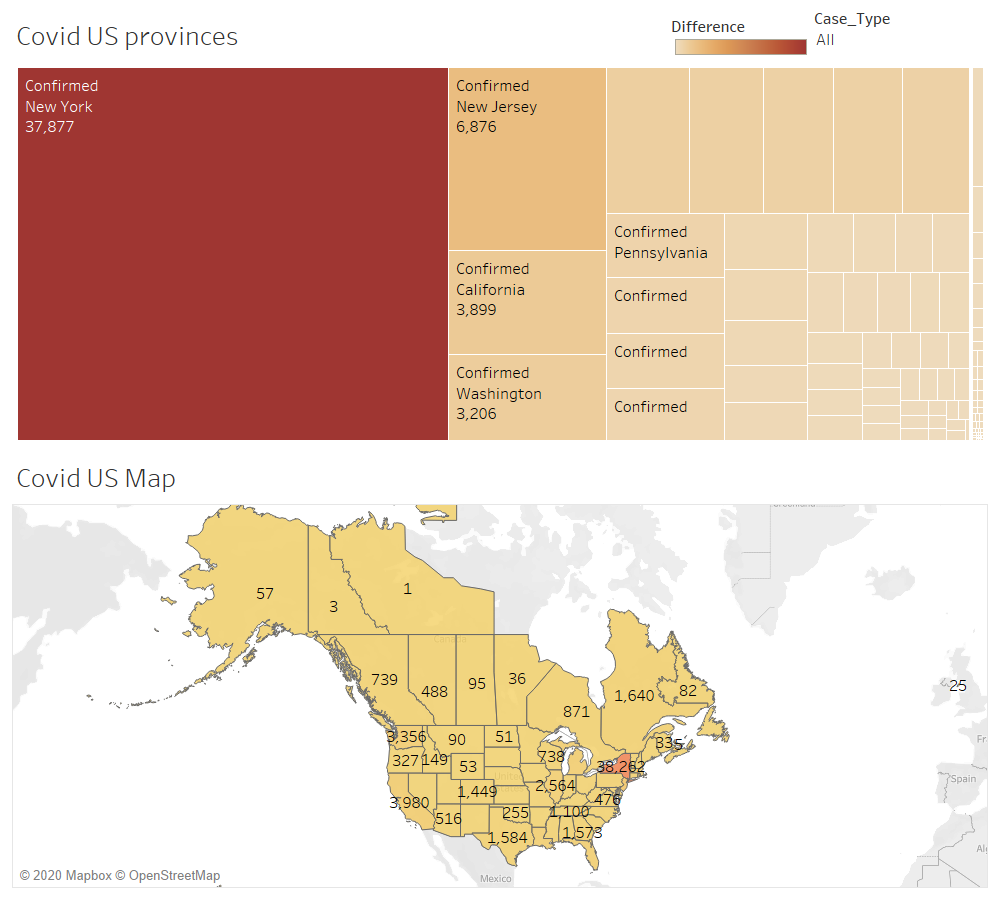 Covid US provinces
Difference
Case_Type
All
Confirmed
New York
37,877
Confirmed
New Jersey
6,876
Confirmed
California
3,899
Confirmed
Washington
3,206
Confirmed
Pennsylvania
Confirmed
Confirmed
Confirmed
Covid US Map
57
3
1
739
488
95
36
871
1,640
82
25
3,356
90
51
738
335
327
149
53
38,262
1,449
2,564
3,980
516
255
476
1,100
1,584
1,573
Spain
Mexico
© 2020 Mapbox © OpenStreetMap